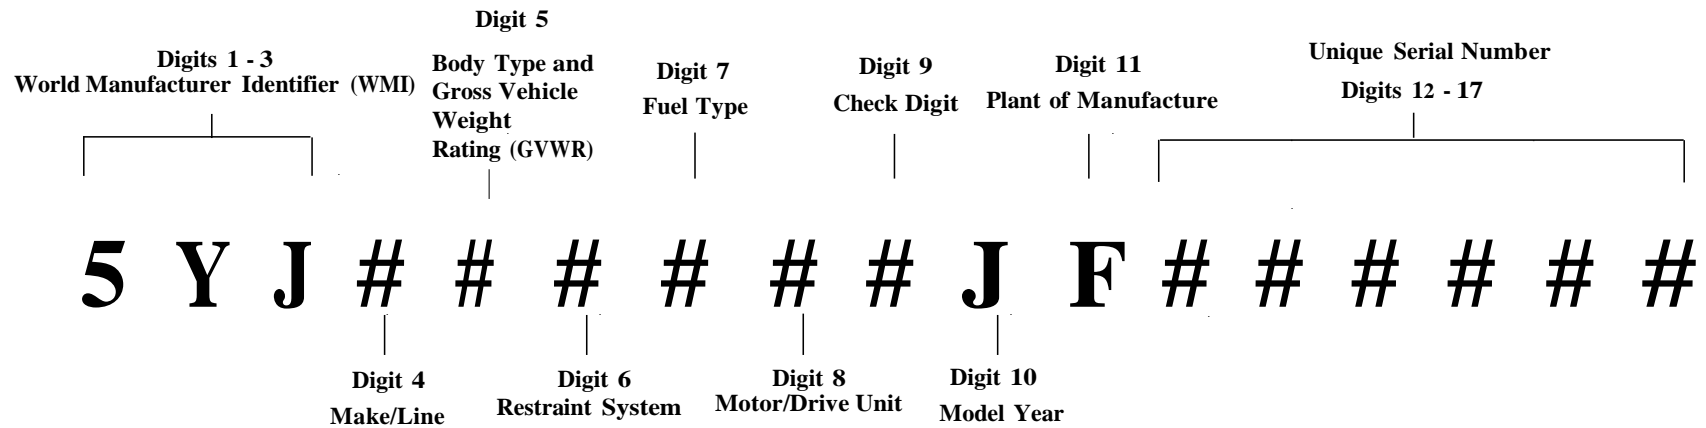 Digits 1 - 3
World Manufacturer Identifier (WMI)
Digit 5
Body Type and
Gross Vehicle
Weight
Rating (GVWR)
Digit 7
Fuel Type
Digit 9
Check Digit
Digit 11
Plant of Manufacture
Unique Serial Number
Digits 12 - 17
5 Y J # # # # # # J F # # # # # #
Digit 4
Make/Line
Digit 6
Restraint System
Digit 8
Motor/Drive Unit
Digit 10
Model Year